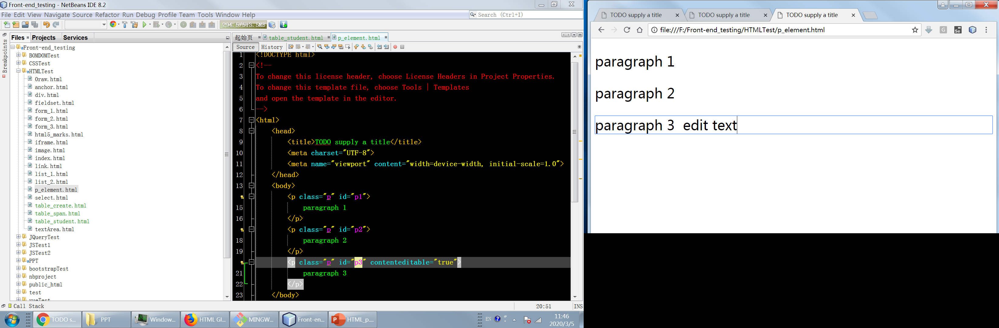 Front-end_testing - NetBeans IDE 8.2
File Edit View Navigate Source Refactor Run Debug Profile Team Tools Window Help
Search (Ctrl+I)
294.5/513.5MB
Breakpoints
Files
Projects
Services
Front-end_testing
BOMDOMTest
CSSTest
HTMLTest
0raw.html
anchor.html
div.html
fieldset.html
form_1.html
form_2.html
form_3.html
html5_marks.html
iframe.html
image.html
index.html
link.html
list_1.html
list_2.html
p_element.html
select.html
table_create.html
table_span.html
table_student.html
textArea.html
JQueryTest
JSTest1
JSTest2
PPT
bootstrapTest
nbproject
public_html
test
vueTest
起始页
table_student.html
p_element.html
Source
History
1 <!DOCTYPE html>
2 <!--
3 To change this license header, choose License Headers in Project Properties.
4 To change this template file, choose Tools | Templates
5 and open the template in the editor.
6 -->
7 <html>
8 <head>
9 <title>TODO supply a title</title>
10 <meta charset="UTF-8">
11 <meta name="viewport" content="width=device-width, initial-scale=1.0">
12 </head>
13 <body>
<p class="p" id="p1">
15 paragraph 1
16 </p>
<p class="p" id="p2">
18 paragraph 2
19 </p>
<p class="p" id="p3" contenteditable="true">
21 paragraph 3
22 </p>
23 </body>
Call Stack
20:51
INS
TODO s...
PPT
Window...
HTML Gl...
MINGW...
Front-en...
HTML_p....
EN
11:46
2020/3/5
TODO supply a title
TODO supply a title
TODO supply a title
file:///F:/Front-end_testing/HTMLTest/p_element.html
G
Se
paragraph 1
paragraph 2
paragraph 3  edit text